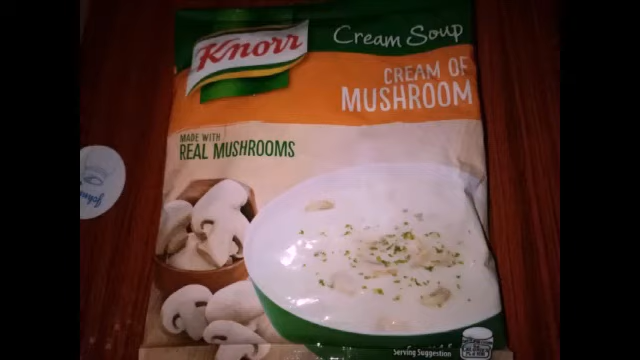 Knorr
Cream Soup
CREAM OF
MUSHROOM
MADE WITH
REAL MUSHROOMS
Serving Suggestion